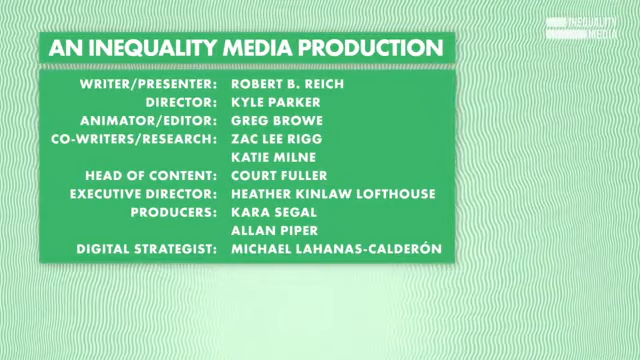 INEQUALITY
MEDIA
AN INEQUALITY MEDIA PRODUCTION
WRITER/PRESENTER: ROBERT B. REICH
DIRECTOR: KYLE PARKER
ANIMATOR/EDITOR: GREG BROWE
CO-WRITERS/RESEARCH: ZAC LEE RIGG
KATIE MILNE
HEAD OF CONTENT: COURT FULLER
EXECUTIVE DIRECTOR: HEATHER KINLAW LOFTHOUSE
PRODUCERS: KARA SEGAL
ALLAN PIPER
DIGITAL STRATEGIST: MICHAEL LAHANAS-CALDERÓN